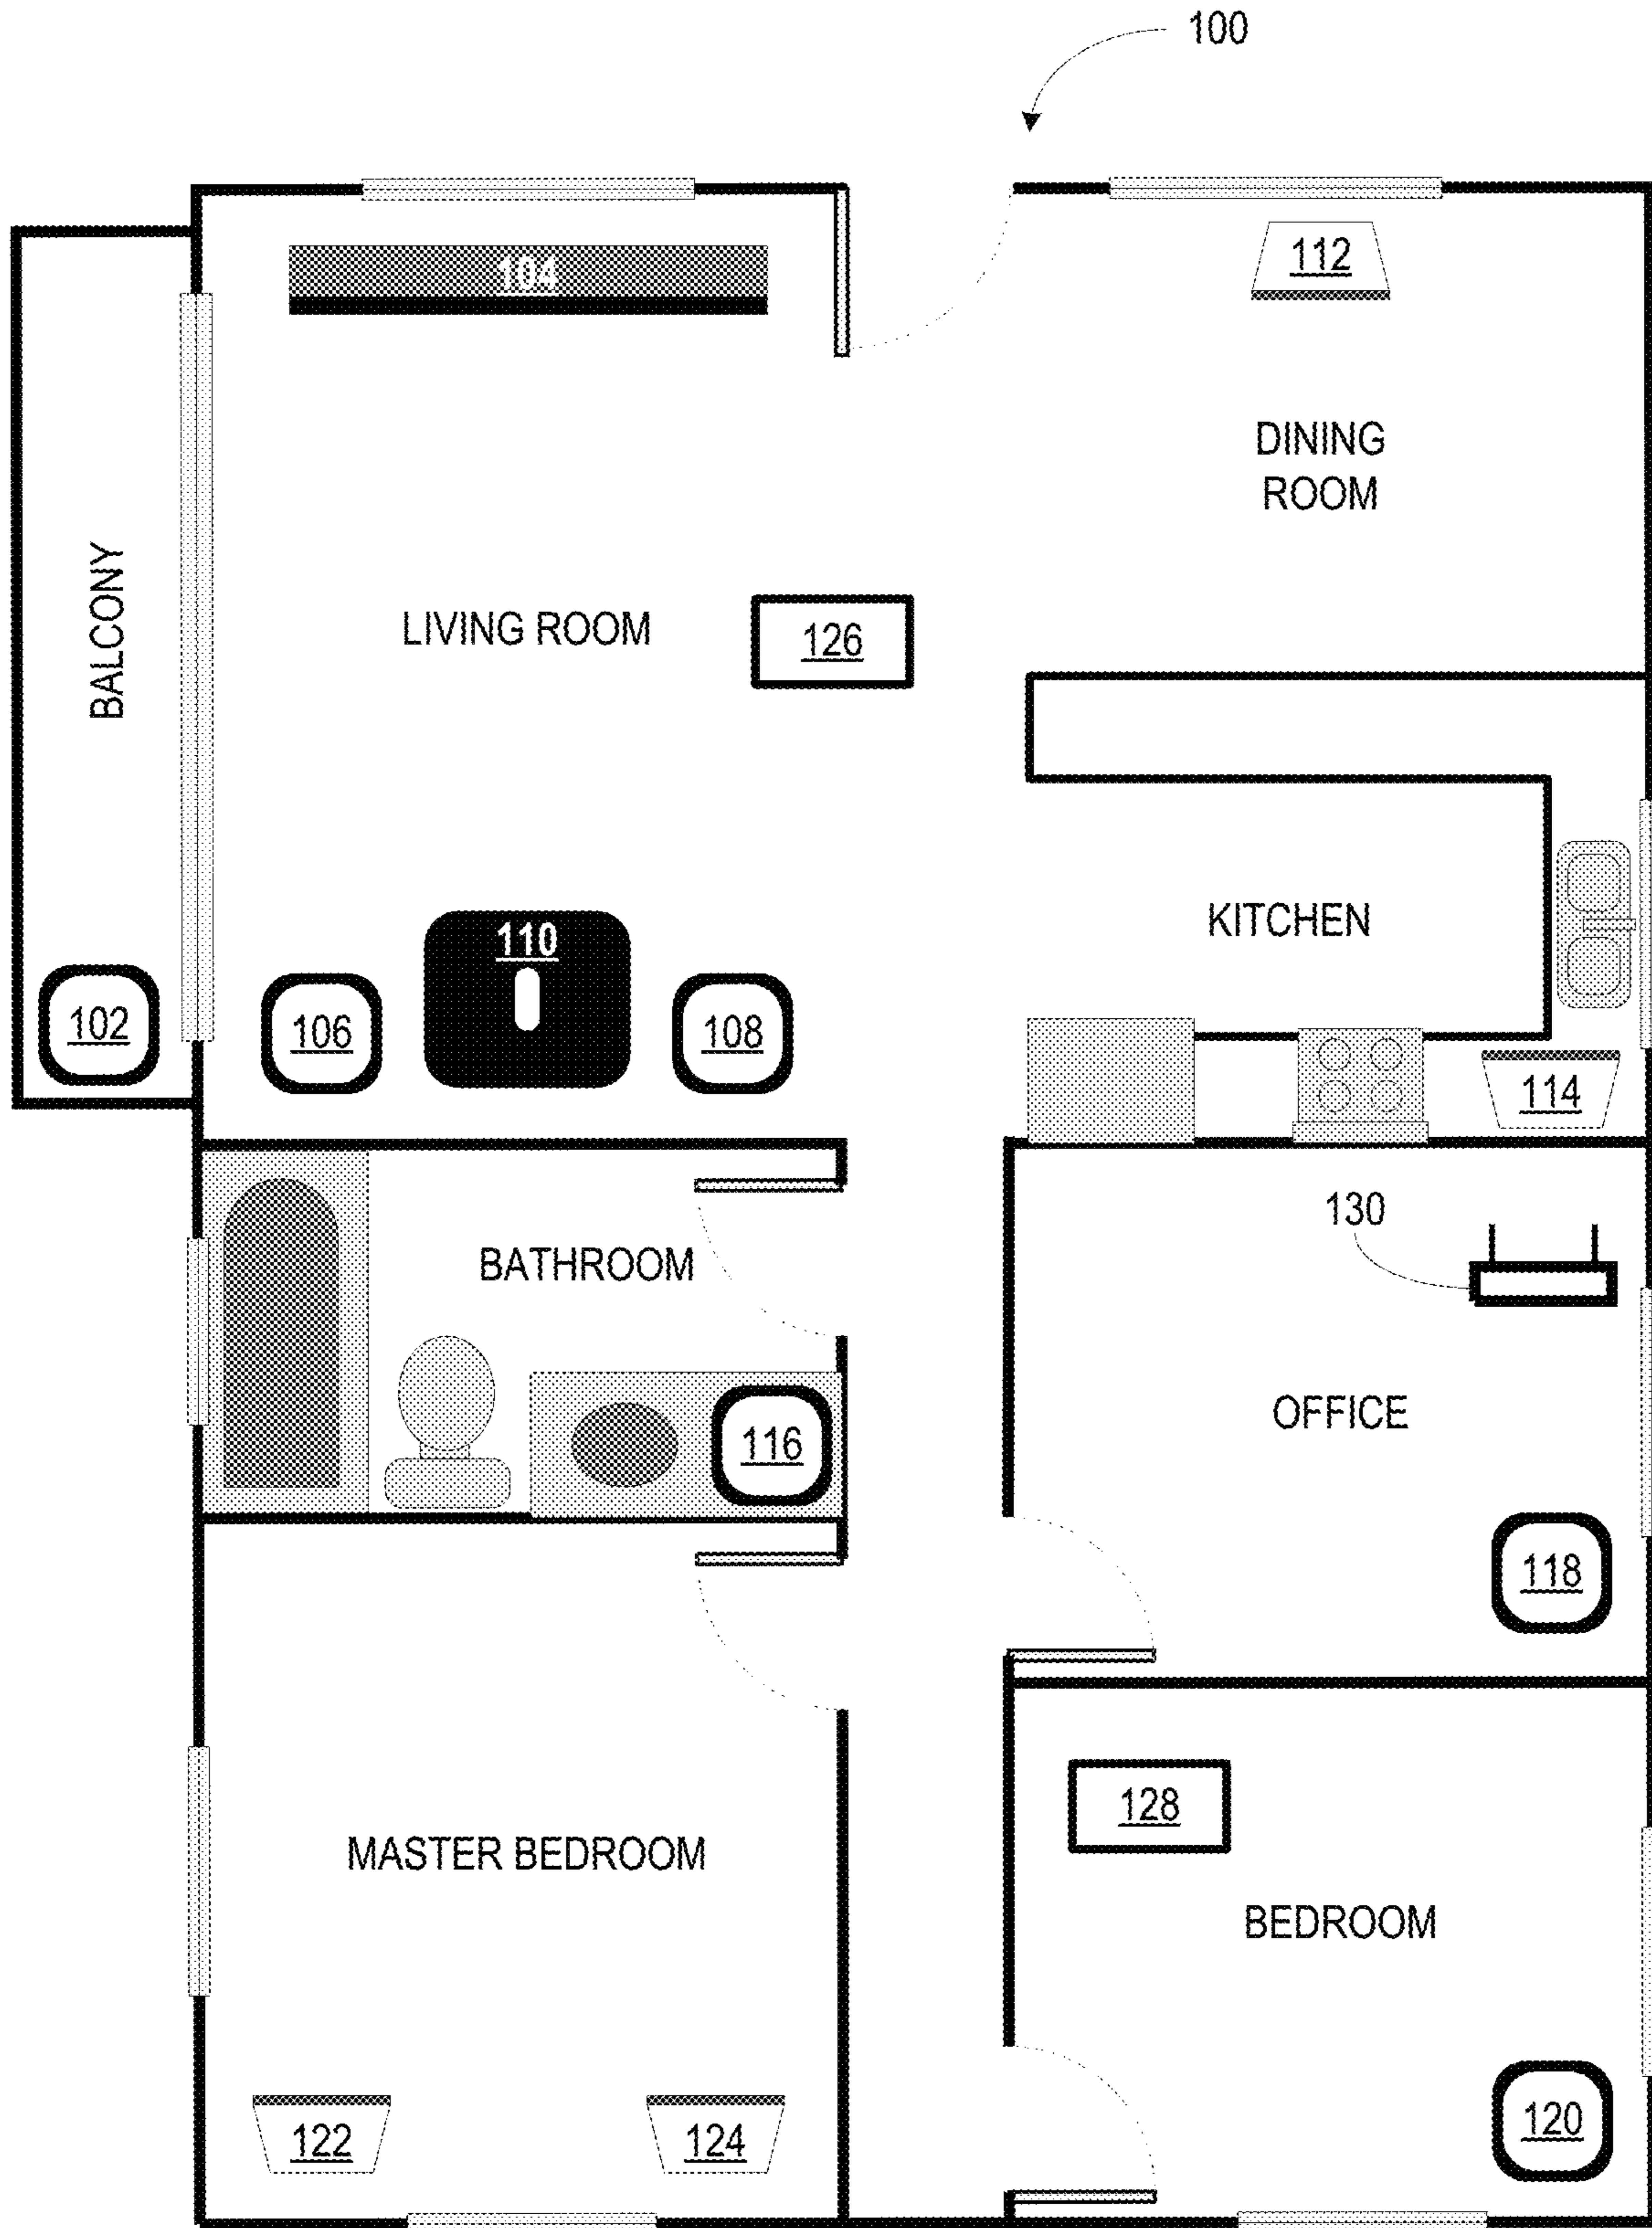 100
104
112
DINING
ROOM
BALCONY
LIVING ROOM
126
KITCHEN
110
102
106
108
114
130
BATHROOM
OFFICE
116
118
128
MASTER BEDROOM
BEDROOM
122
124
120